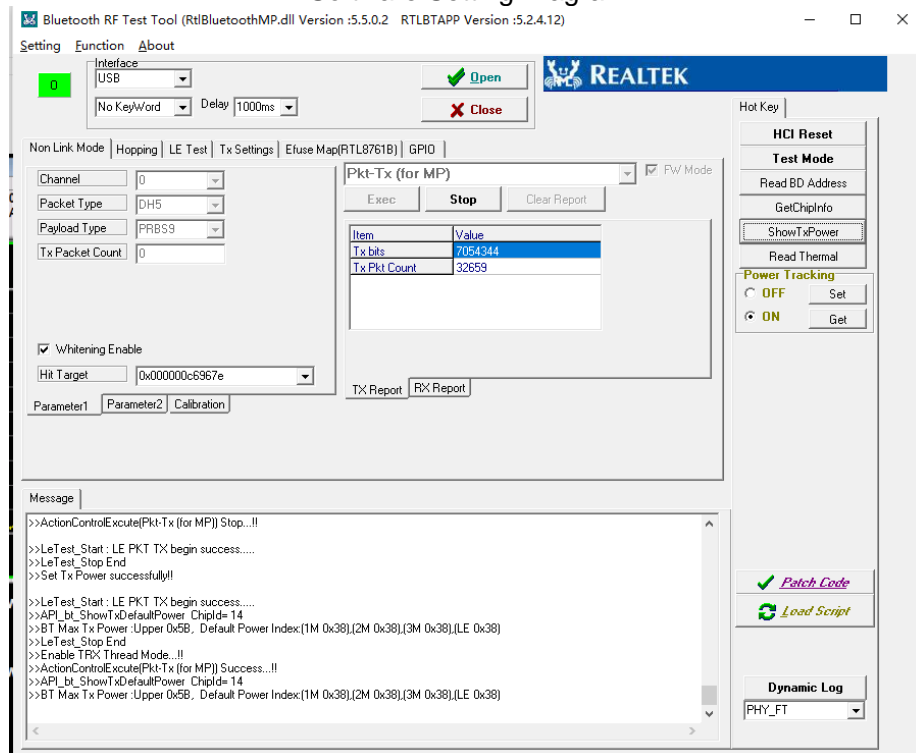 Bluetooth RF Test Tool (RtlBluetoothMP.dll Version :5.5.0.2 RTLBTAPP Version :5.2.4.12)
Setting Function About
0
Interface
USB
Open
REALTEK
No KeyWord
Delay 1000ms
Close
Hot Key
HCI Reset
Test Mode
Read BD Address
GetChipInfo
ShowTxPower
Read Thermal
Power Tracking
OFF Set
ON Get
Non Link Mode Hopping LE Test Tx Settings Efuse Map(RTL8761B) GPIO
Channel 0
Packet Type DH5
Payload Type PRBS9
Tx Packet Count 0
Whitening Enable
Hit Target 0x000000c6967e
Parameter1 Parameter2 Calibration
Pkt-Tx (for MP) FW Mode
Exec Stop Clear Report
Item Value
Tx bits 7054344
Tx Pkt Count 32659
TX Report RX Report
Message
>>ActionControlExcute(Pkt-Tx (for MP)) Stop...!!
>>LeTest_Start : LE PKT TX begin success.....
>>LeTest_Stop End
>>Set Tx Power successfully!!
>>LeTest_Start : LE PKT TX begin success.....
>>API_bt_ShowTxDefaultPower ChipId= 14
>>BT Max Tx Power :Upper 0x5B, Default Power Index:(1M 0x38),(2M 0x38),(3M 0x38),(LE 0x38)
>>LeTest_Stop End
>>Enable TRX Thread Mode...!!
>>ActionControlExcute(Pkt-Tx (for MP)) Success...!!
>>API_bt_ShowTxDefaultPower ChipId= 14
>>BT Max Tx Power :Upper 0x5B, Default Power Index:(1M 0x38),(2M 0x38),(3M 0x38),(LE 0x38)
Patch Code
Load Script
Dynamic Log
PHY_FT